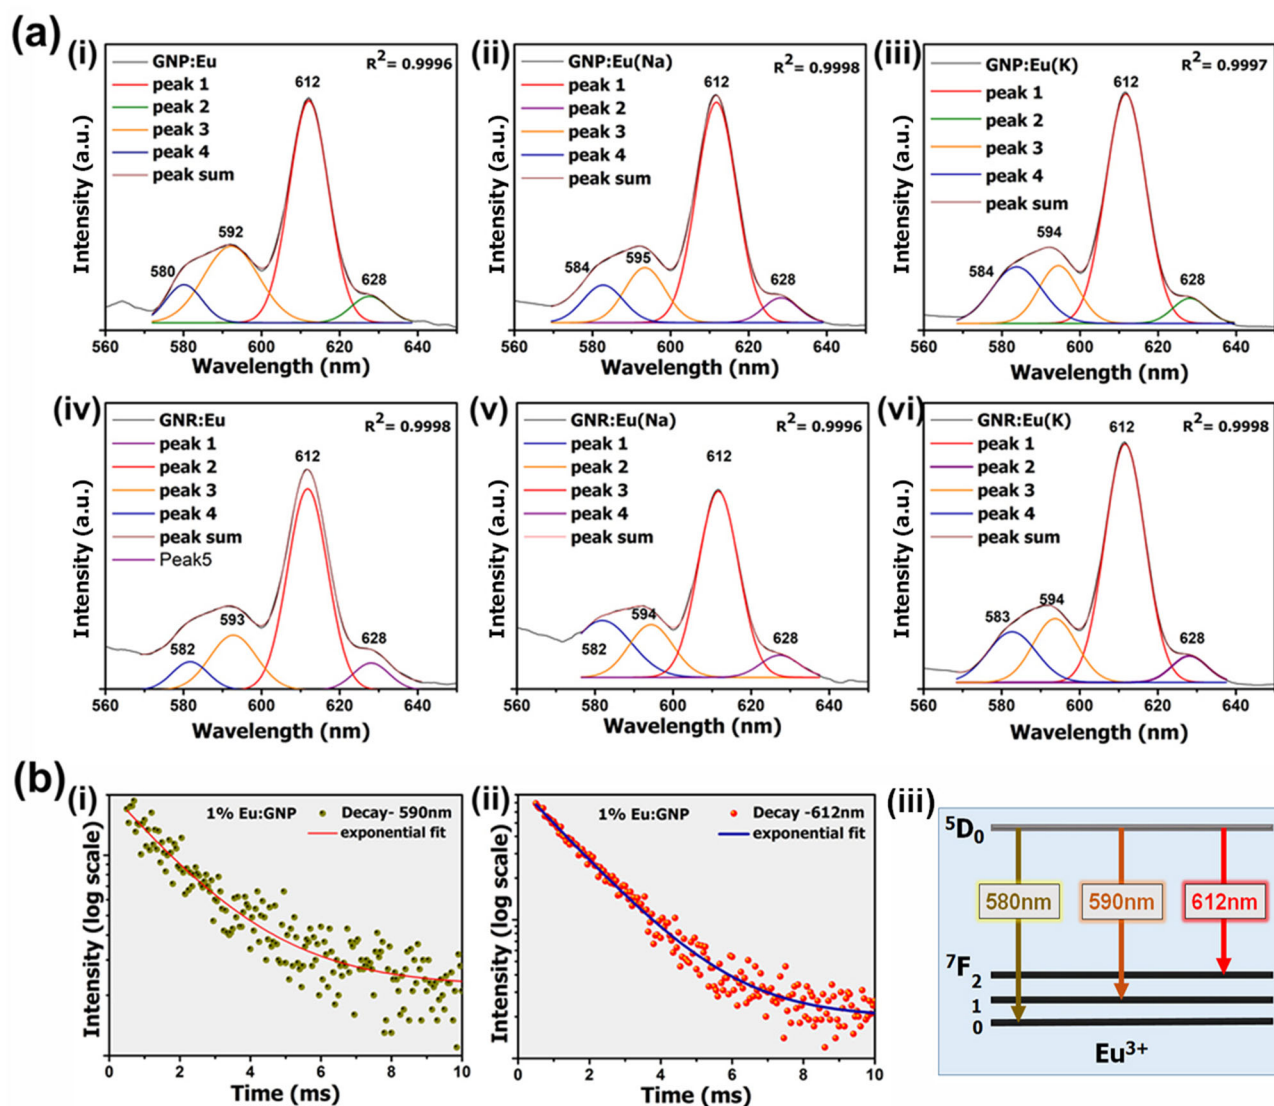 (a)
(i)
GNP:Eu
R² = 0.9996
peak 1
peak 2
peak 3
peak 4
peak sum
612
592
580
628
Intensity (a.u.)
560 580 600 620 640
Wavelength (nm)
(ii)
GNP:Eu(Na)
R² = 0.9998
peak 1
peak 2
peak 3
peak 4
peak sum
612
595
584
628
Intensity (a.u.)
560 580 600 620 640
Wavelength (nm)
(iii)
GNP:Eu(K)
R² = 0.9997
peak 1
peak 2
peak 3
peak 4
peak sum
612
594
584
628
Intensity (a.u.)
560 580 600 620 640
Wavelength (nm)
(iv)
GNR:Eu
R² = 0.9998
peak 1
peak 2
peak 3
peak 4
peak sum
Peak5
612
593
582
628
Intensity (a.u.)
560 580 600 620 640
Wavelength (nm)
(v)
GNR:Eu(Na)
R² = 0.9996
peak 1
peak 2
peak 3
peak 4
peak sum
612
594
582
628
Intensity (a.u.)
560 580 600 620 640
Wavelength (nm)
(vi)
GNR:Eu(K)
R² = 0.9998
peak 1
peak 2
peak 3
peak 4
peak sum
612
594
583
628
Intensity (a.u.)
560 580 600 620 640
Wavelength (nm)
(b)
(i)
1% Eu:GNP
Decay- 590nm
exponential fit
Intensity (log scale)
0 2 4 6 8 10
Time (ms)
(ii)
1% Eu:GNP
Decay -612nm
exponential fit
Intensity (log scale)
0 2 4 6 8 10
Time (ms)
(iii)
⁵D₀
580nm 590nm 612nm
⁷F
2
1
0
Eu³⁺